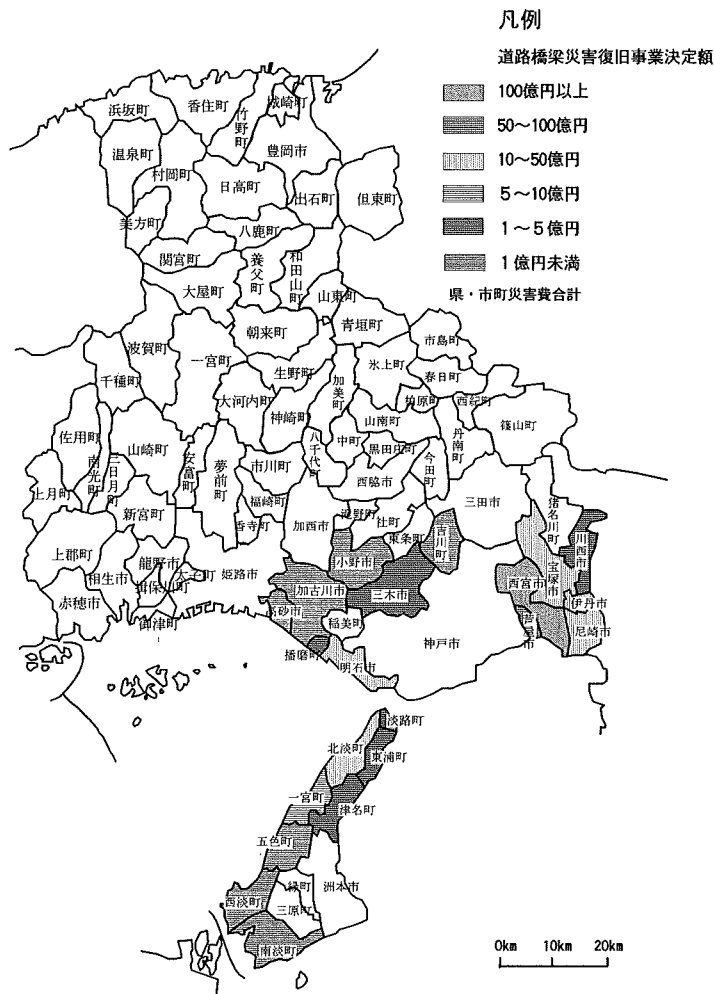 凡例
道路橋梁災害復旧事業決定額
100億円以上
50～100億円
10～50億円
5～10億円
1～5億円
1億円未満
県・市町災害費合計
浜坂町
香住町
竹野町
城崎町
温泉町
村岡町
日高町
豊岡市
出石町
但東町
美方町
八鹿町
関宮町
養父町
和田山町
大屋町
山東町
朝来町
青垣町
波賀町
一宮町
生野町
市島町
千種町
加美町
氷上町
春日町
大河内町
神崎町
柏原町
西紀町
佐用町
山崎町
山南町
丹南町
篠山町
南光町
三日月町
安富町
夢前町
市川町
八千代町
中町
黒田庄町
今田町
上月町
西脇市
三田市
猪名川町
新宮町
福崎町
香寺町
加西市
滝野町
社町
東条町
吉川町
川西市
上郡町
相生市
龍野市
太子町
揖保川町
姫路市
小野市
西宮市
宝塚市
赤穂市
加古川市
三木市
伊丹市
御津町
高砂市
稲美町
神戸市
芦屋市
尼崎市
播磨町
明石市
淡路町
北淡町
東浦町
一宮町
津名町
五色町
西淡町
緑町
洲本市
三原町
南淡町
0km 10km 20km